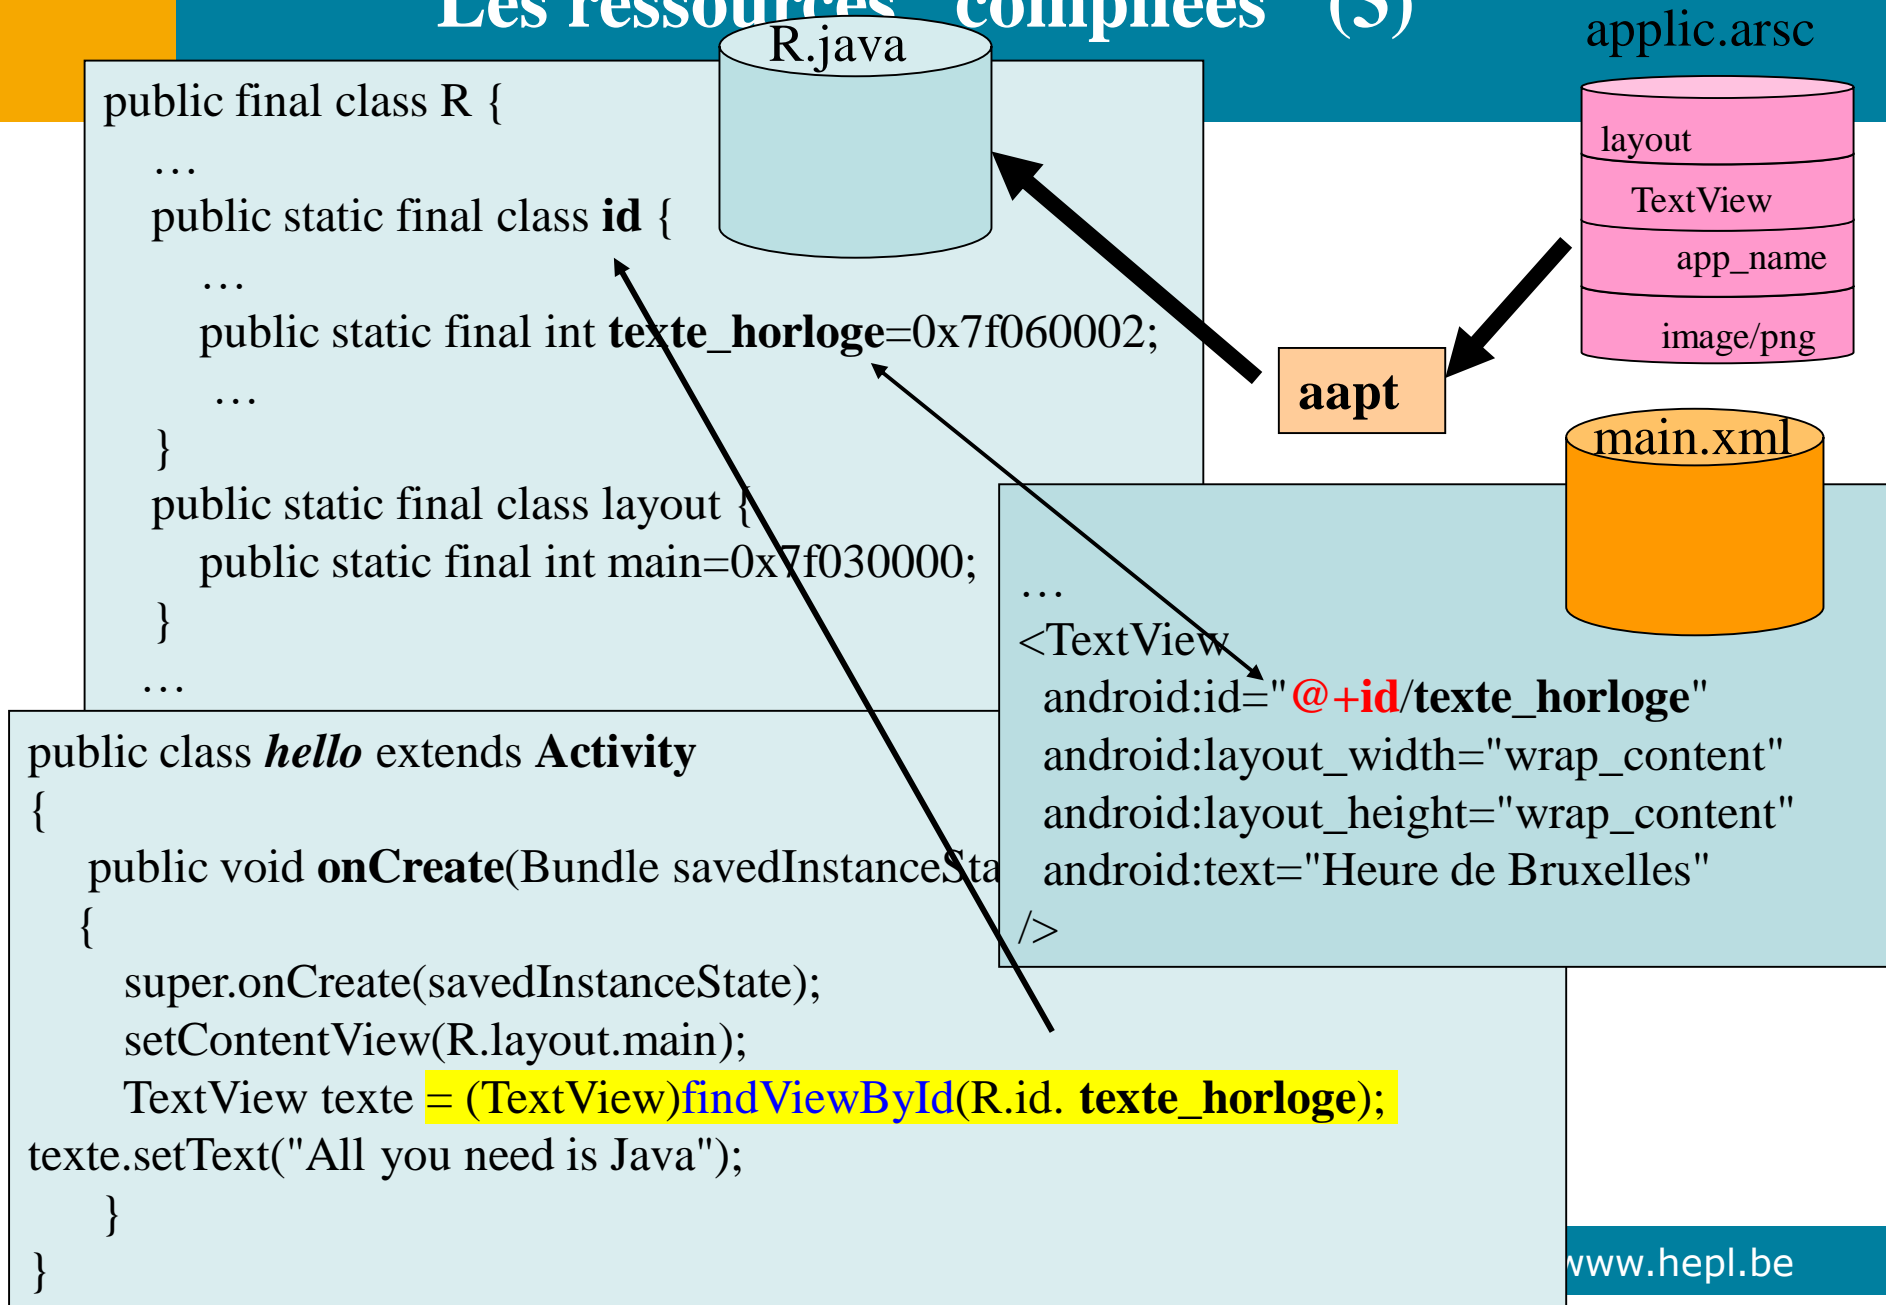 Les ressources "compilées" (3)
R.java
applic.arsc
public final class R {
…
public static final class id {
…
public static final int texte_horloge=0x7f060002;
…
}
public static final class layout {
public static final int main=0x7f030000;
}
…
layout
TextView
app_name
image/png
aapt
main.xml
…
<TextView
android:id="@+id/texte_horloge"
android:layout_width="wrap_content"
android:layout_height="wrap_content"
android:text="Heure de Bruxelles"
/>
public class hello extends Activity
{
public void onCreate(Bundle savedInstanceSta
{
super.onCreate(savedInstanceState);
setContentView(R.layout.main);
TextView texte = (TextView)findViewById(R.id. texte_horloge);
texte.setText("All you need is Java");
}
}
www.hepl.be